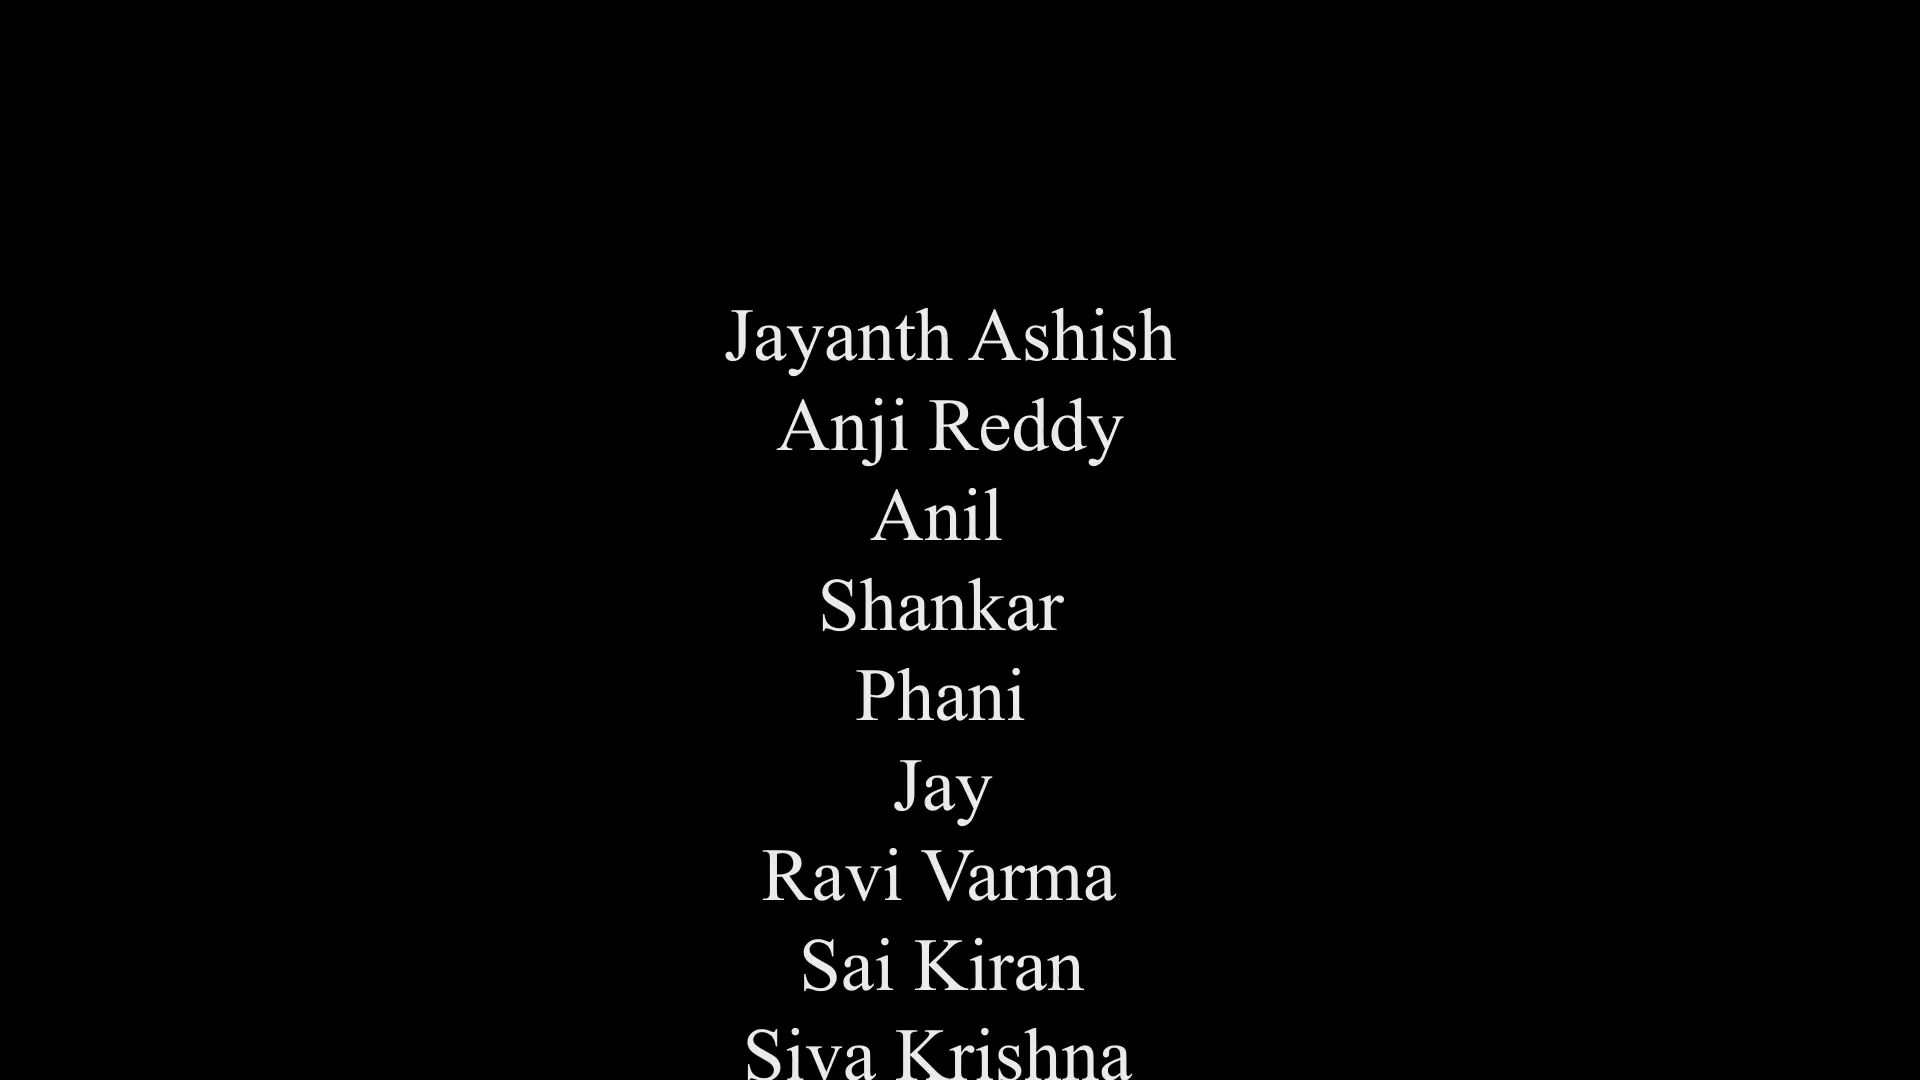 Jayanth Ashish
Anji Reddy
Anil
Shankar
Phani
Jay
Ravi Varma
Sai Kiran
Siva Krishna